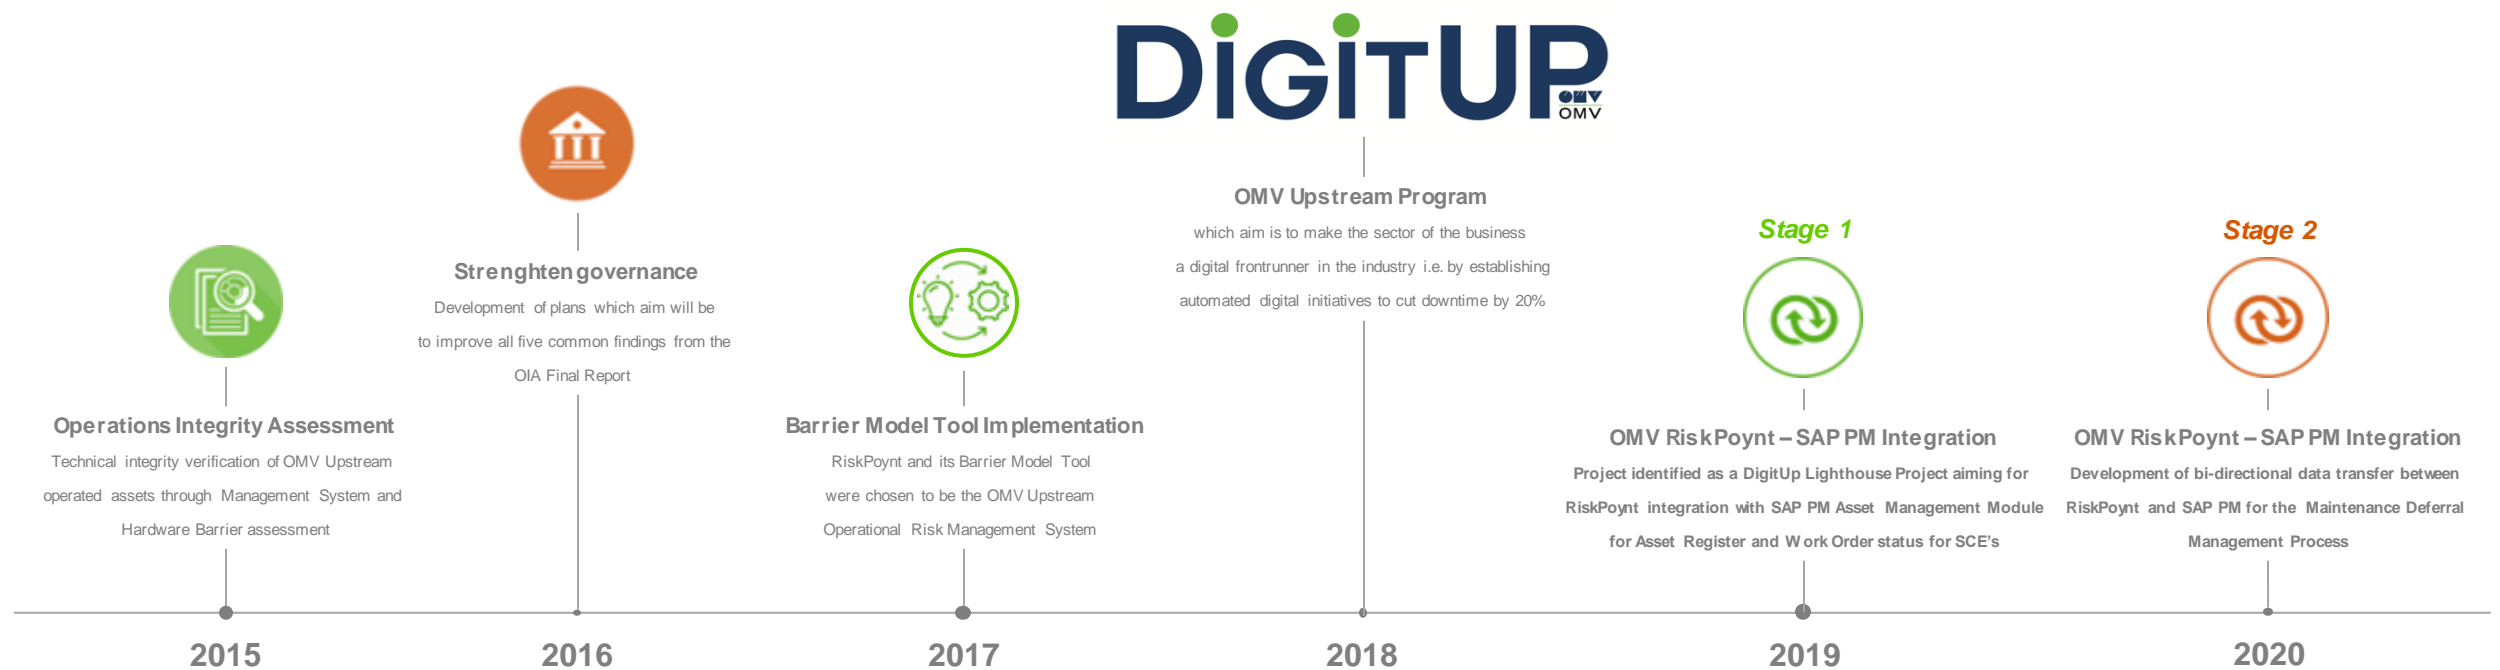 DiGiTUP
OMV
OMV
Operations Integrity Assessment
Technical integrity verification of OMV Upstream
operated assets through Management System and
Hardware Barrier assessment
2015
Strenghten governance
Development of plans which aim will be
to improve all five common findings from the
OIA Final Report
2016
Barrier Model Tool Implementation
RiskPoynt and its Barrier Model Tool
were chosen to be the OMV Upstream
Operational Risk Management System
2017
OMV Upstream Program
which aim is to make the sector of the business
a digital frontrunner in the industry i.e. by establishing
automated digital initiatives to cut downtime by 20%
2018
Stage 1
OMV RiskPoynt – SAP PM Integration
Project identified as a DigitUp Lighthouse Project aiming for
RiskPoynt integration with SAP PM Asset Management Module
for Asset Register and Work Order status for SCE's
2019
Stage 2
OMV RiskPoynt – SAP PM Integration
Development of bi-directional data transfer between
RiskPoynt and SAP PM for the Maintenance Deferral
Management Process
2020